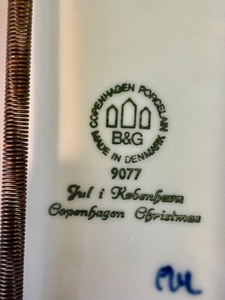 COPENHAGEN PORCELAIN
B&G
MADE IN DENMARK
9077
Jul i København
Copenhagen Christmas